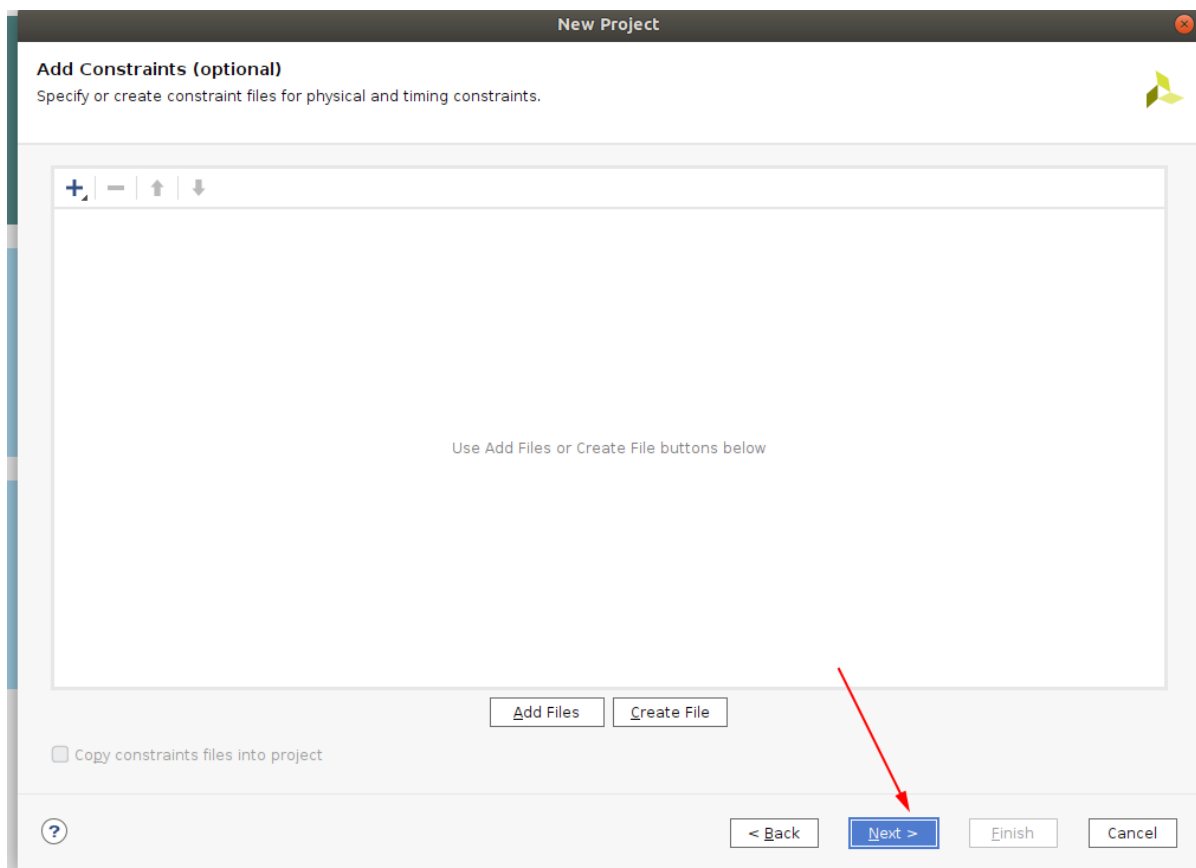 New Project
Add Constraints (optional)
Specify or create constraint files for physical and timing constraints.
Use Add Files or Create File buttons below
Add Files Create File
Copy constraints files into project
? < Back Next > Finish Cancel